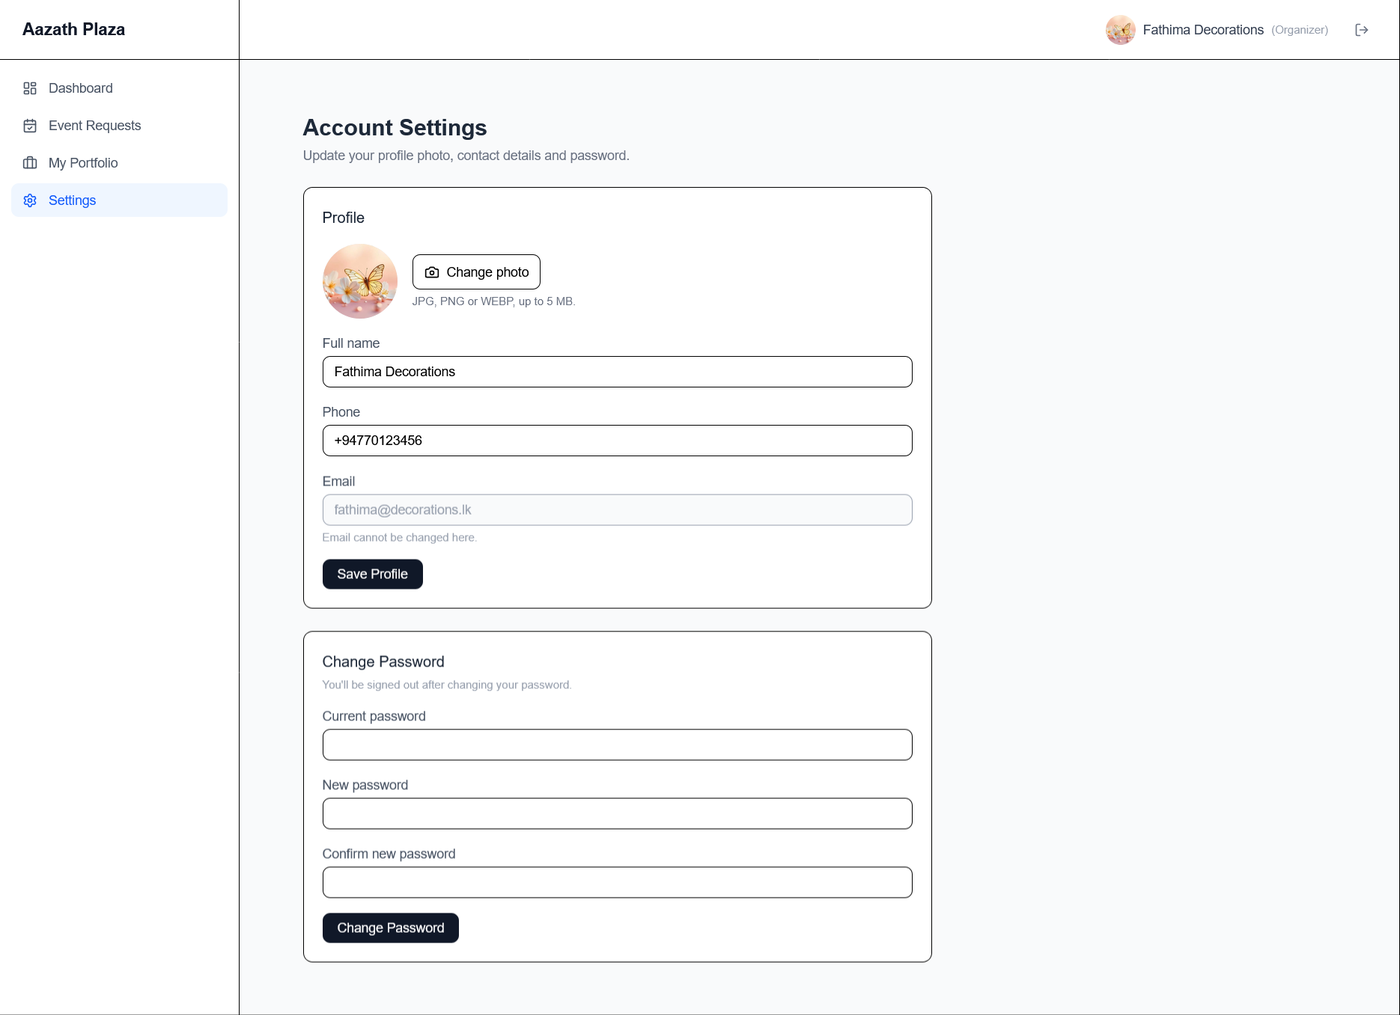 Aazath Plaza
Fathima Decorations (Organizer)
Dashboard
Event Requests
My Portfolio
Settings
Account Settings
Update your profile photo, contact details and password.
Profile
Change photo
JPG, PNG or WEBP, up to 5 MB.
Full name
Fathima Decorations
Phone
+94770123456
Email
fathima@decorations.lk
Email cannot be changed here.
Save Profile
Change Password
You'll be signed out after changing your password.
Current password
New password
Confirm new password
Change Password